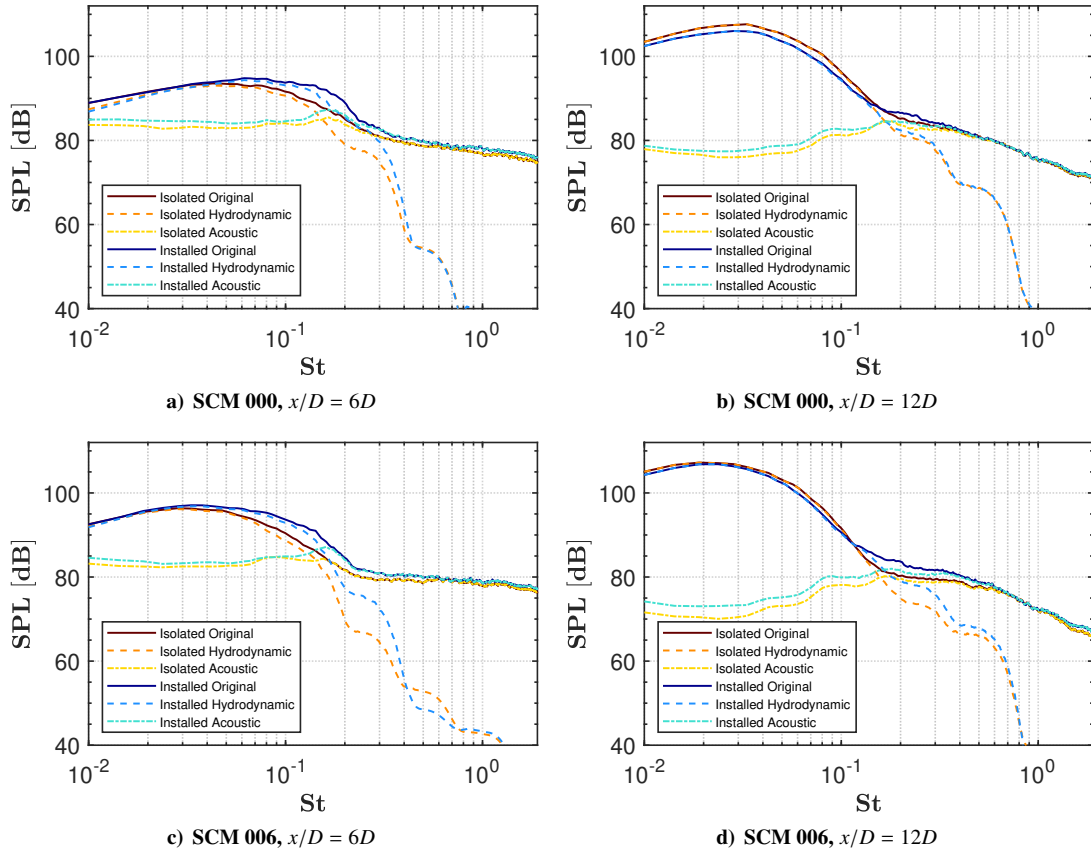 SPL [dB]
100
80
60
40
Isolated Original
Isolated Hydrodynamic
Isolated Acoustic
Installed Original
Installed Hydrodynamic
Installed Acoustic
10^-2
10^-1
10^0
St
a) SCM 000, x/D = 6D
SPL [dB]
100
80
60
40
Isolated Original
Isolated Hydrodynamic
Isolated Acoustic
Installed Original
Installed Hydrodynamic
Installed Acoustic
10^-2
10^-1
10^0
St
b) SCM 000, x/D = 12D
SPL [dB]
100
80
60
40
Isolated Original
Isolated Hydrodynamic
Isolated Acoustic
Installed Original
Installed Hydrodynamic
Installed Acoustic
10^-2
10^-1
10^0
St
c) SCM 006, x/D = 6D
SPL [dB]
100
80
60
40
Isolated Original
Isolated Hydrodynamic
Isolated Acoustic
Installed Original
Installed Hydrodynamic
Installed Acoustic
10^-2
10^-1
10^0
St
d) SCM 006, x/D = 12D